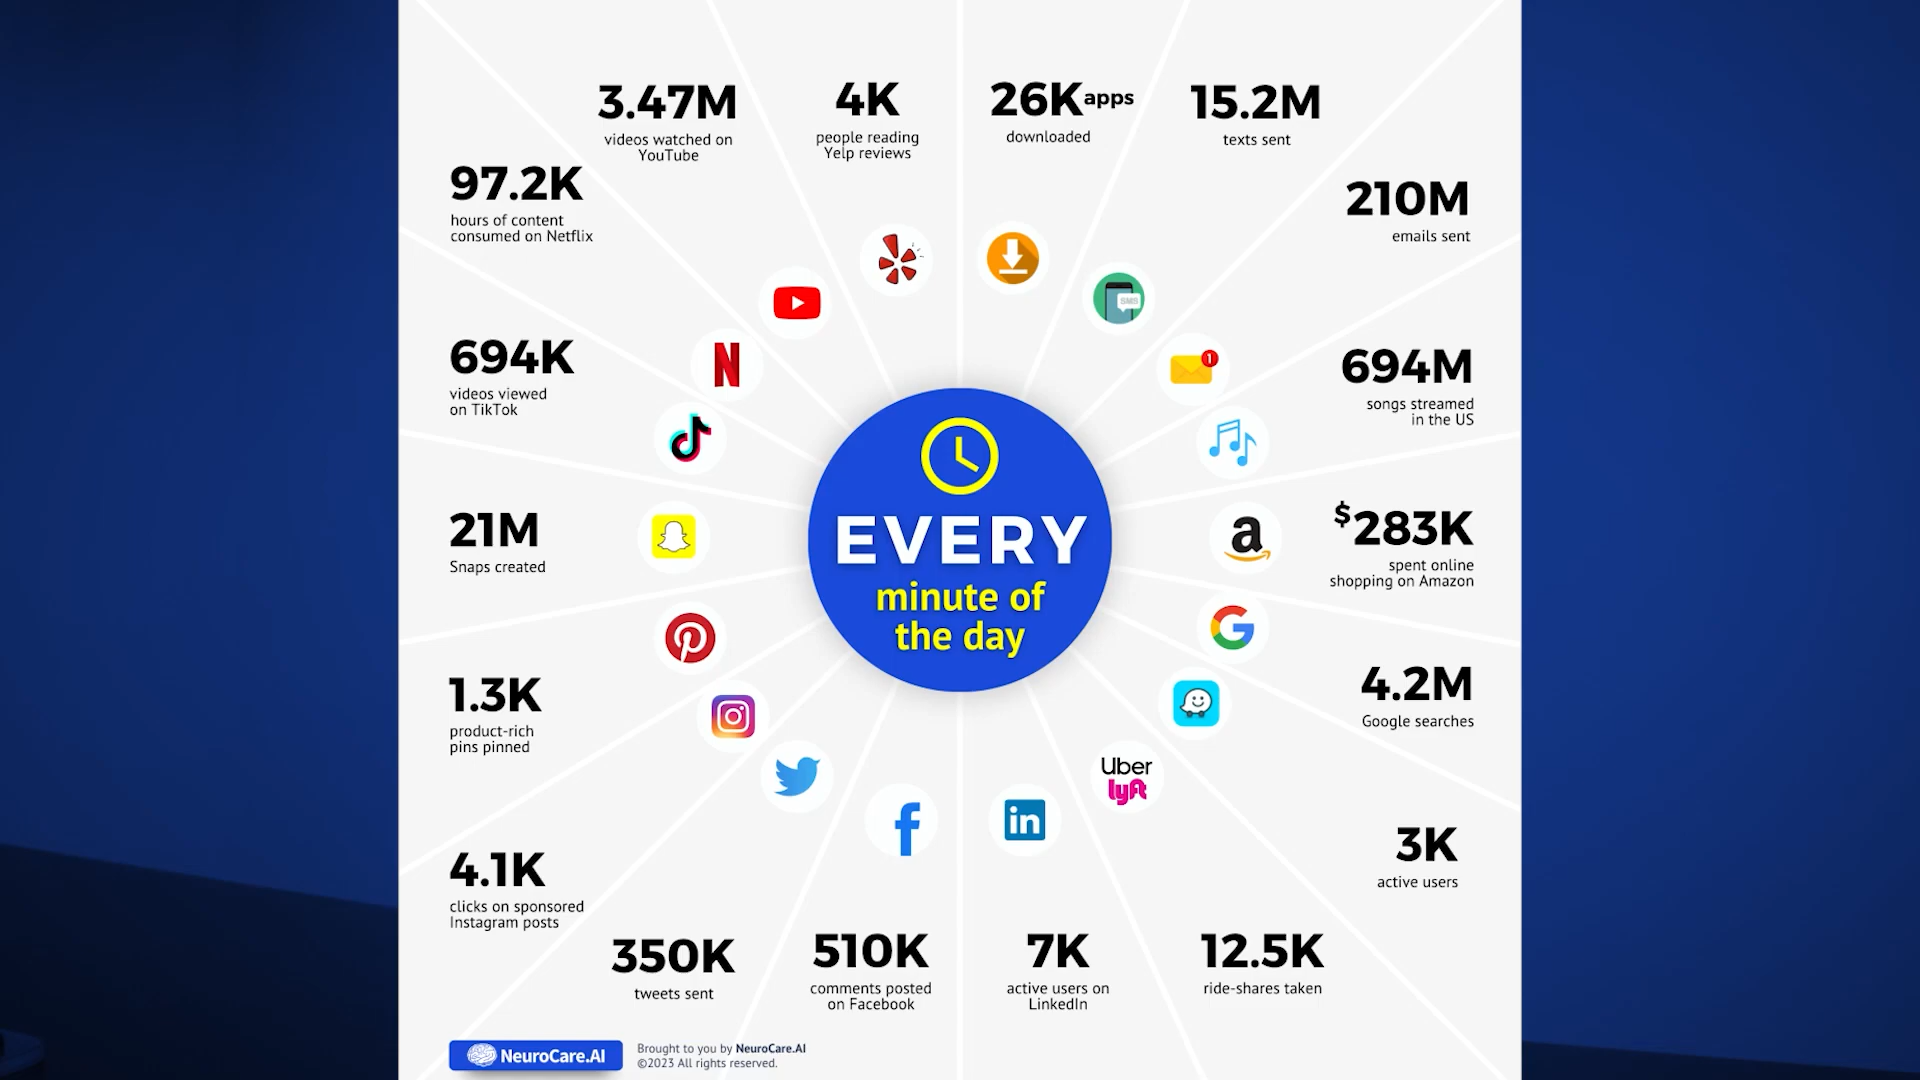 3.47M
videos watched on
YouTube
4K
people reading
Yelp reviews
26K apps
downloaded
15.2M
texts sent
97.2K
hours of content
consumed on Netflix
210M
emails sent
SMS
1
N
694K
videos viewed
on TikTok
694M
songs streamed
in the US
EVERY
minute of
the day
21M
Snaps created
a
$283K
spent online
shopping on Amazon
G
1.3K
product-rich
pins pinned
4.2M
Google searches
Uber
lyft
f
in
4.1K
clicks on sponsored
Instagram posts
3K
active users
350K
tweets sent
510K
comments posted
on Facebook
7K
active users on
LinkedIn
12.5K
ride-shares taken
NeuroCare.AI
Brought to you by NeuroCare.AI
©2023 All rights reserved.